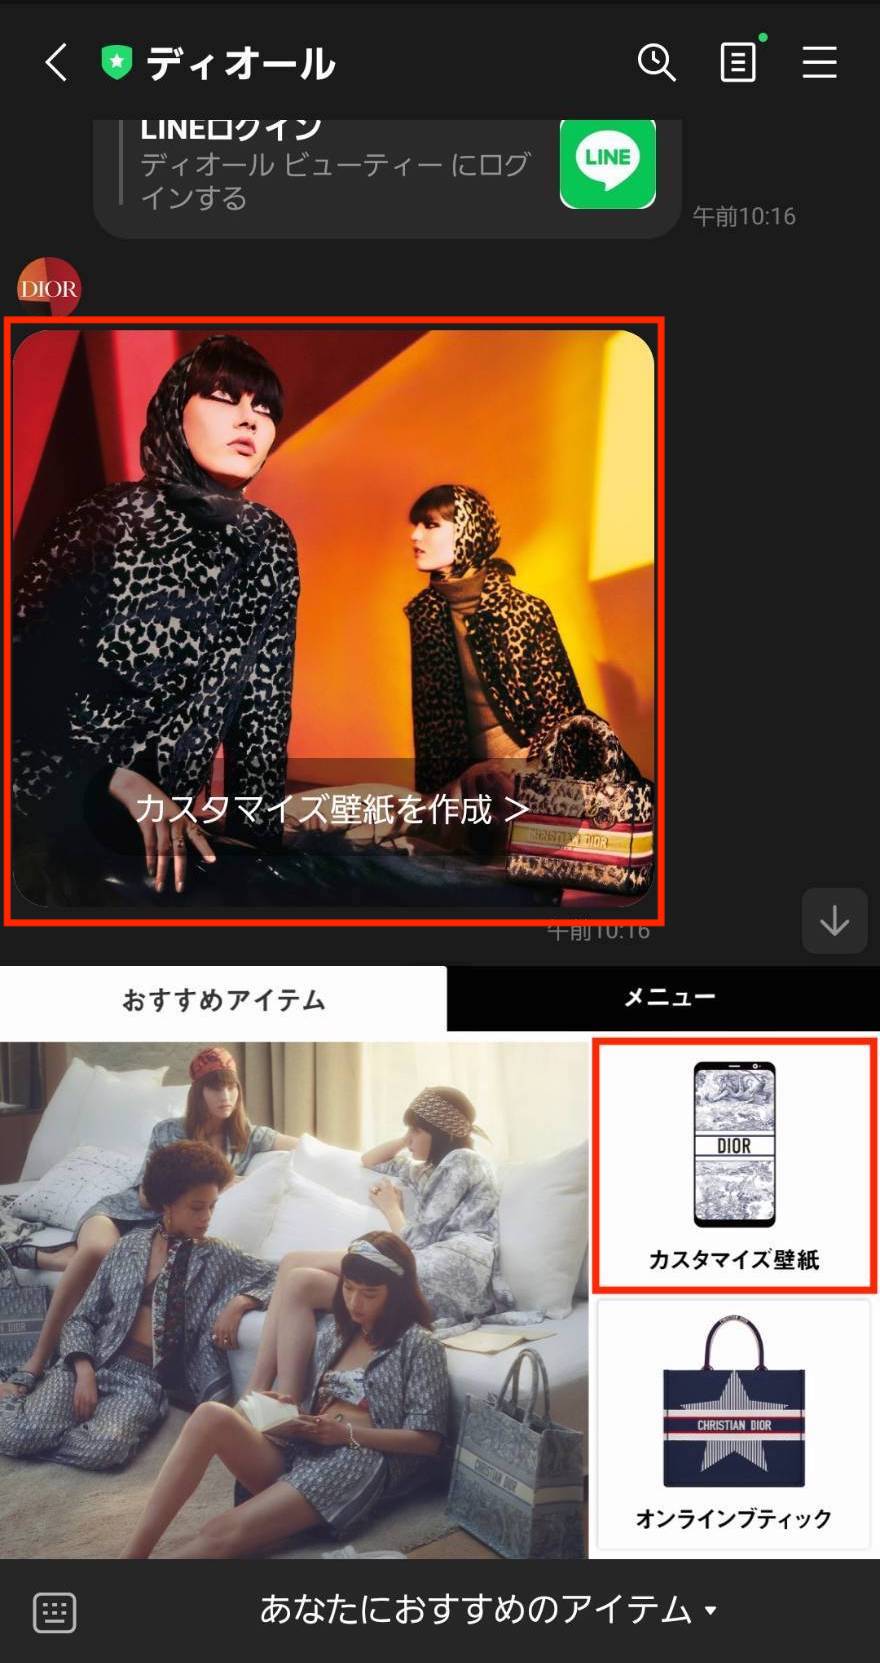 ディオール
LINEログイン
ディオール ビューティー にログ
インする
LINE
午前10:16
DIOR
カスタマイズ壁紙を作成 >
CHRISTIAN DIOR
午前10:16
おすすめアイテム
メニュー
DIOR
カスタマイズ壁紙
CHRISTIAN DIOR
CHRISTIAN DIOR
オンラインブティック
あなたにおすすめのアイテム